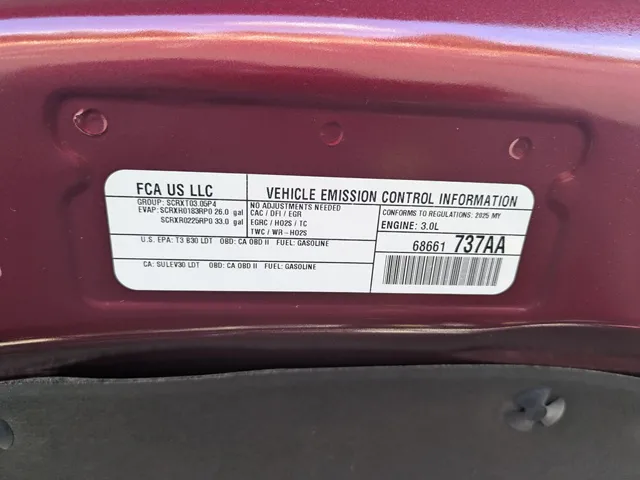 FCA US LLC
GROUP: SCRXT03.05P4
EVAP: SCRXH0183RP0 26.0 gal
SCRXR0225RP0 33.0 gal
U.S. EPA: T3 B30 LDT OBD: CA OBD II FUEL: GASOLINE
CA: SULEV30 LDT OBD: CA OBD II FUEL: GASOLINE
VEHICLE EMISSION CONTROL INFORMATION
NO ADJUSTMENTS NEEDED
CAC / DFI / EGR
EGRC / HO2S / TC
TWC / WR-HO2S
CONFORMS TO REGULATIONS: 2025 MY
ENGINE: 3.0L
68661 737AA